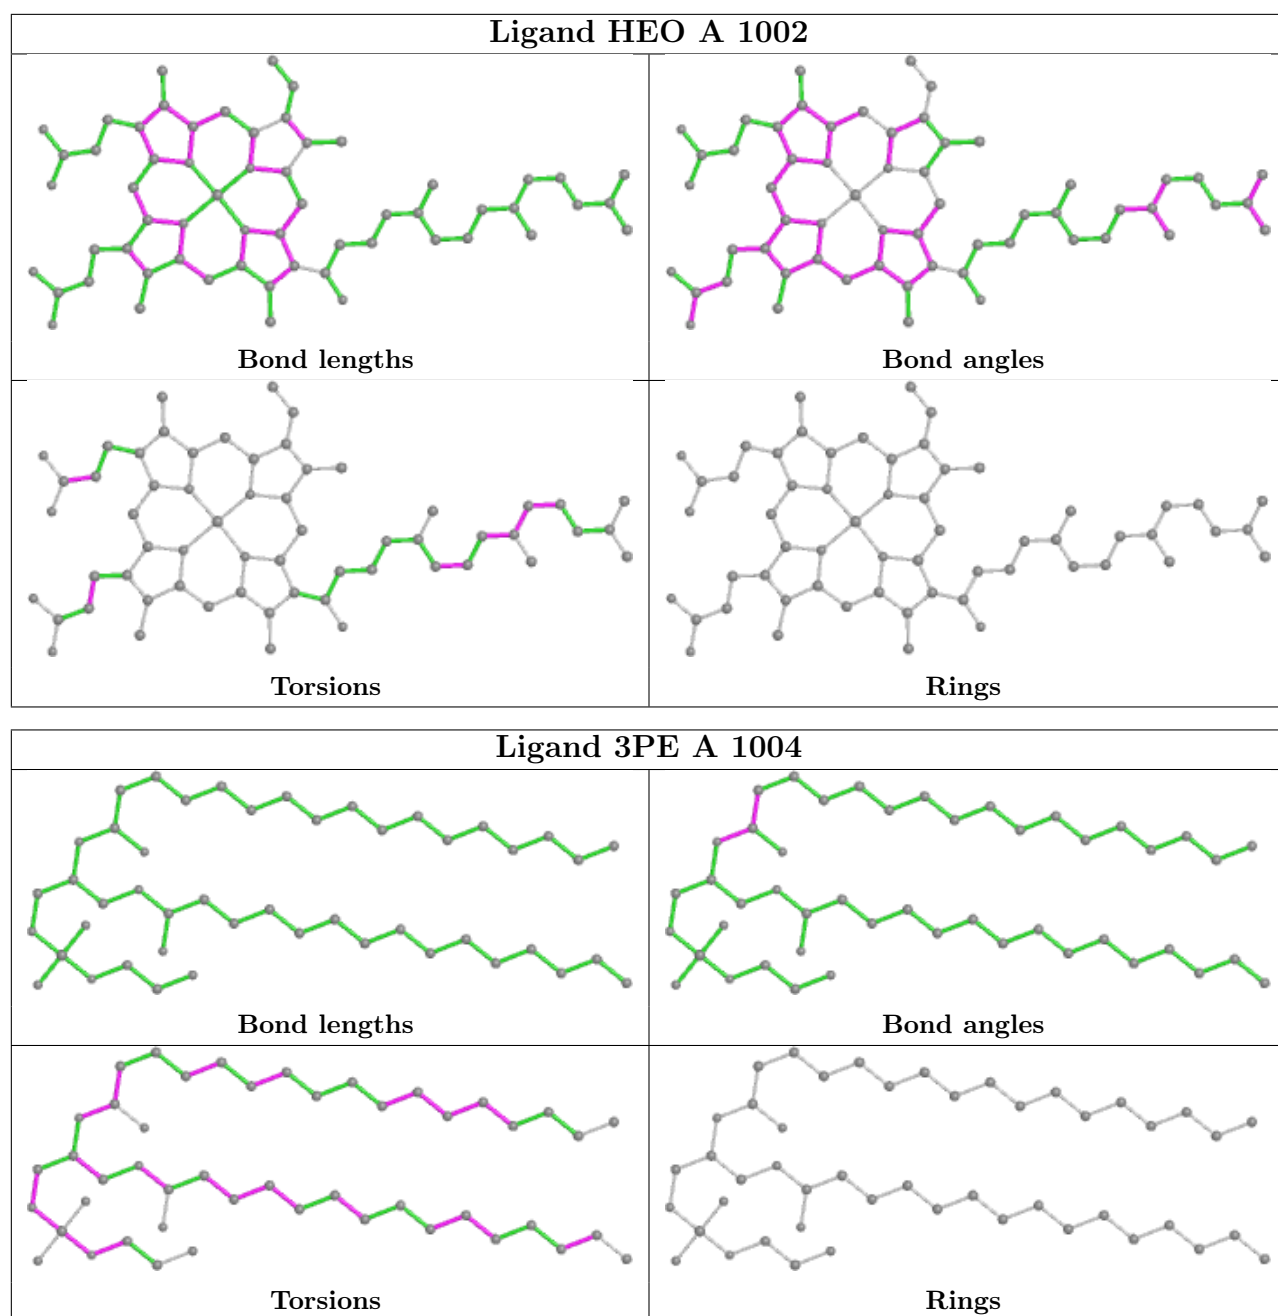 Ligand HEO A 1002
Bond lengths
Bond angles
Torsions
Rings
Ligand 3PE A 1004
Bond lengths
Bond angles
Torsions
Rings